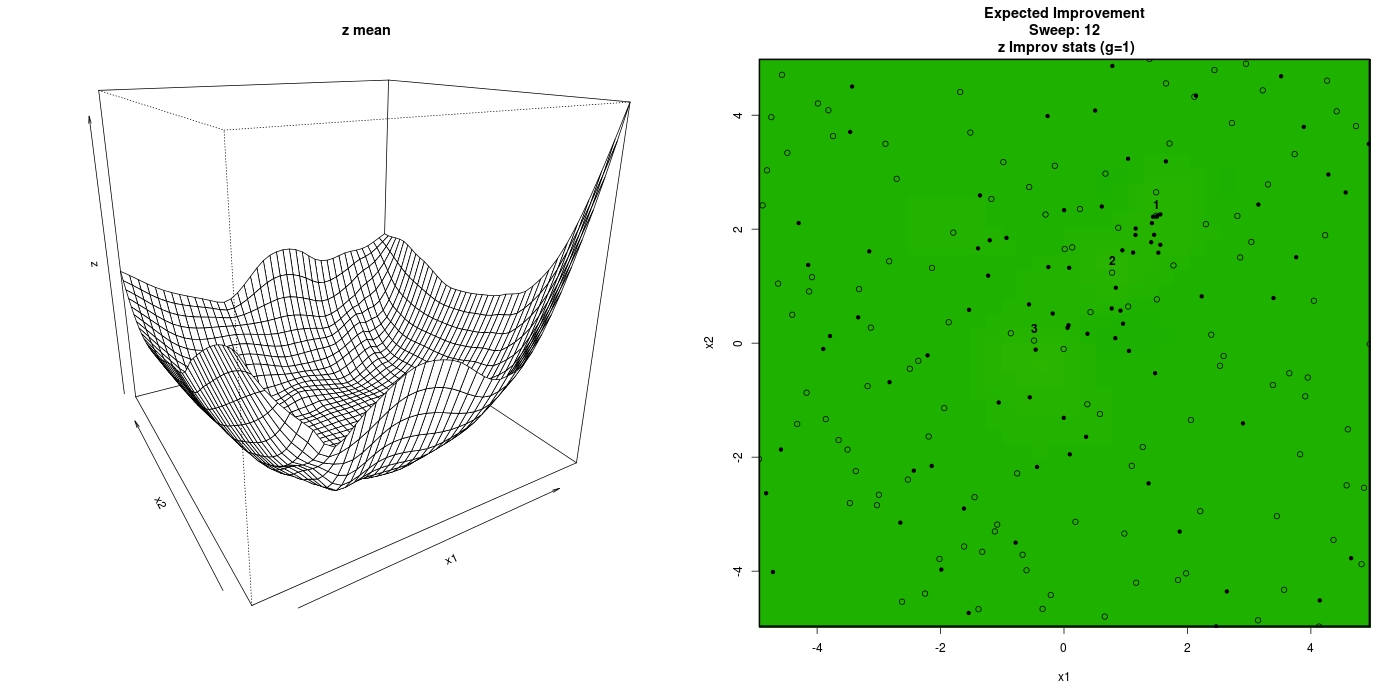 z mean
z
x2
x1
Expected Improvement
Sweep: 12
z Improv stats (g=1)
x2
4
2
0
-2
-4
1
2
3
-4
-2
0
2
4
x1